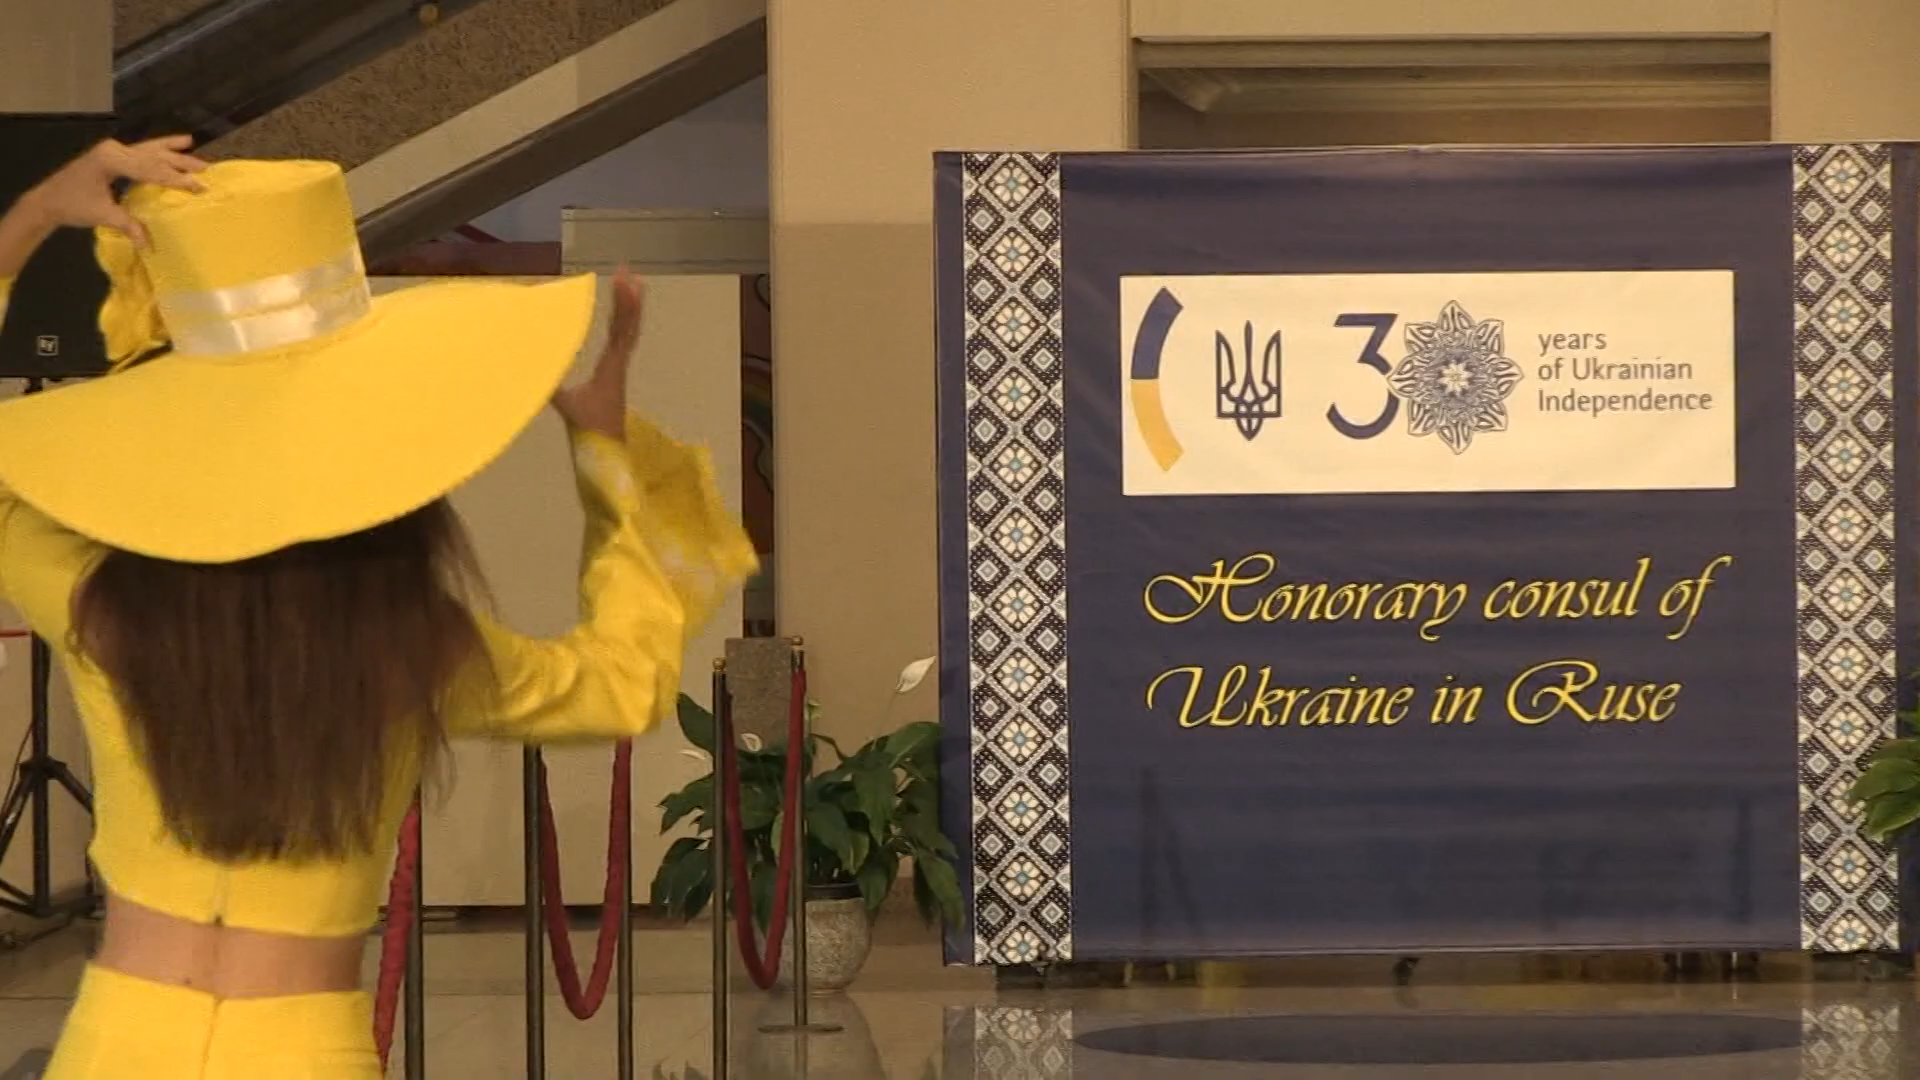 30
years
of Ukrainian
Independence
Honorary consul of
Ukraine in Ruse